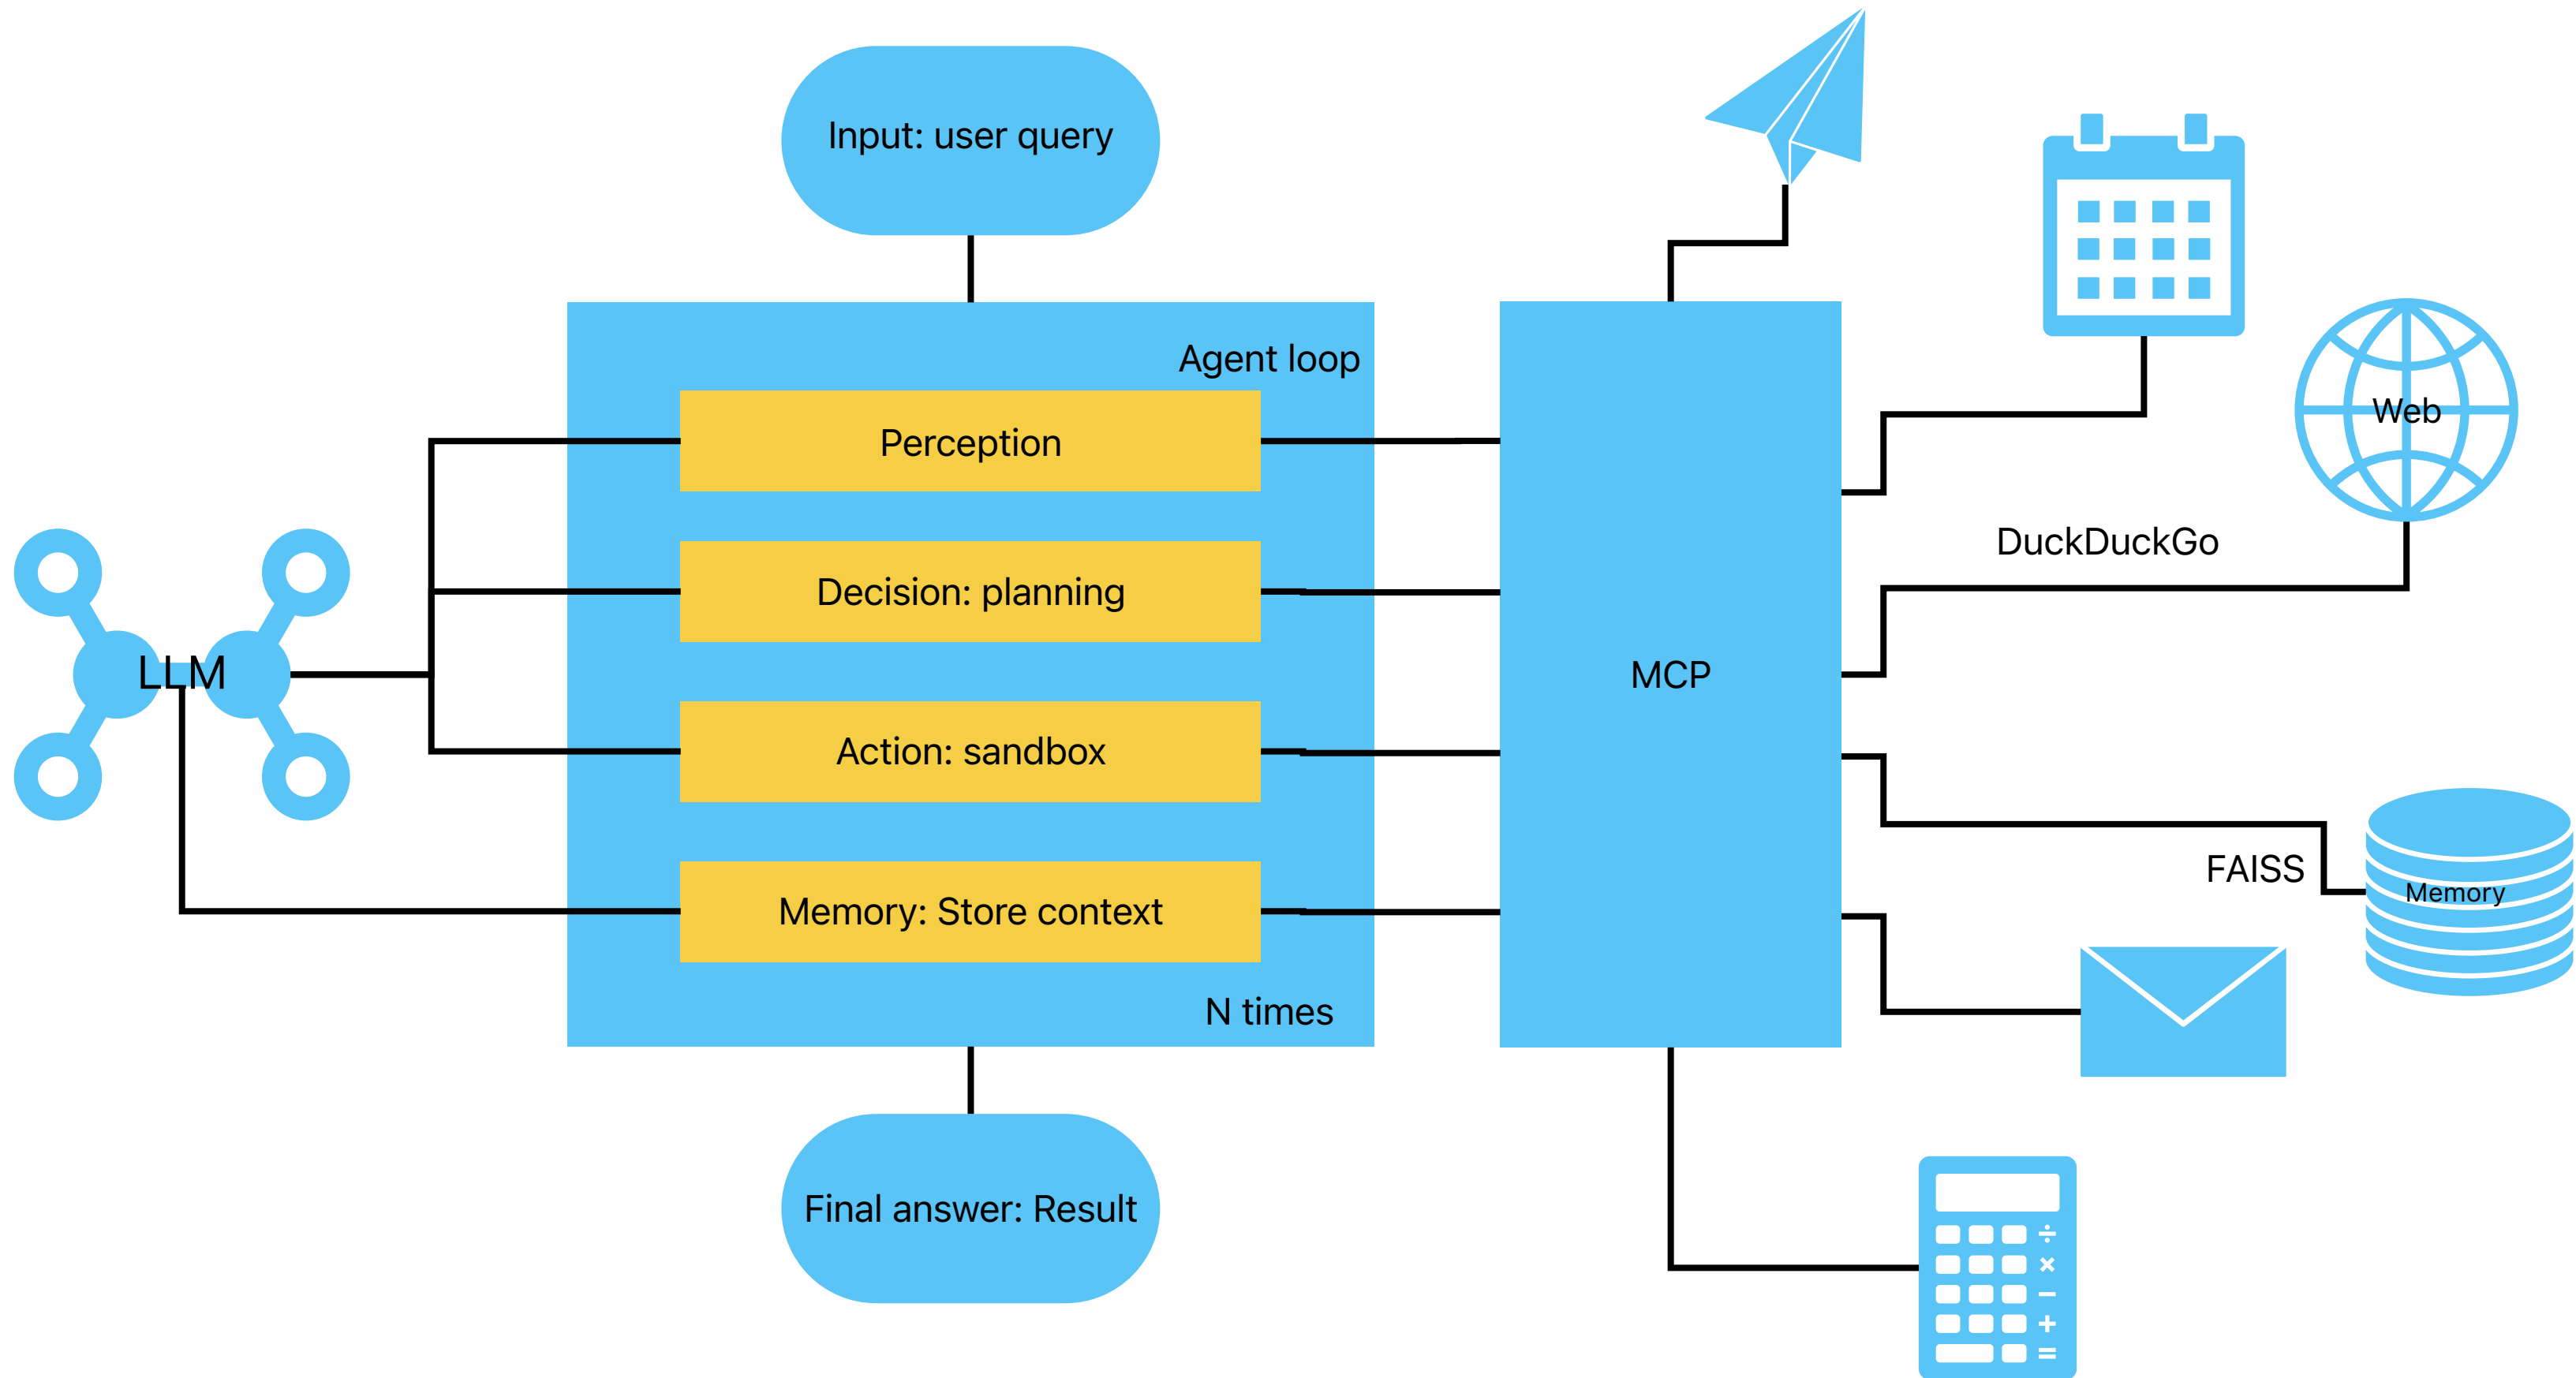 Input: user query
Agent loop
Perception
Web
DuckDuckGo
Decision: planning
LLM
MCP
Action: sandbox
FAISS
Memory
Memory: Store context
N times
Final answer: Result
÷
×
−
+
=